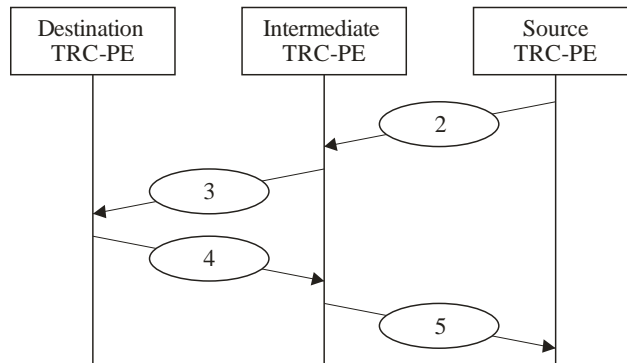 Destination
TRC-PE
Intermediate
TRC-PE
Source
TRC-PE
2
3
4
5